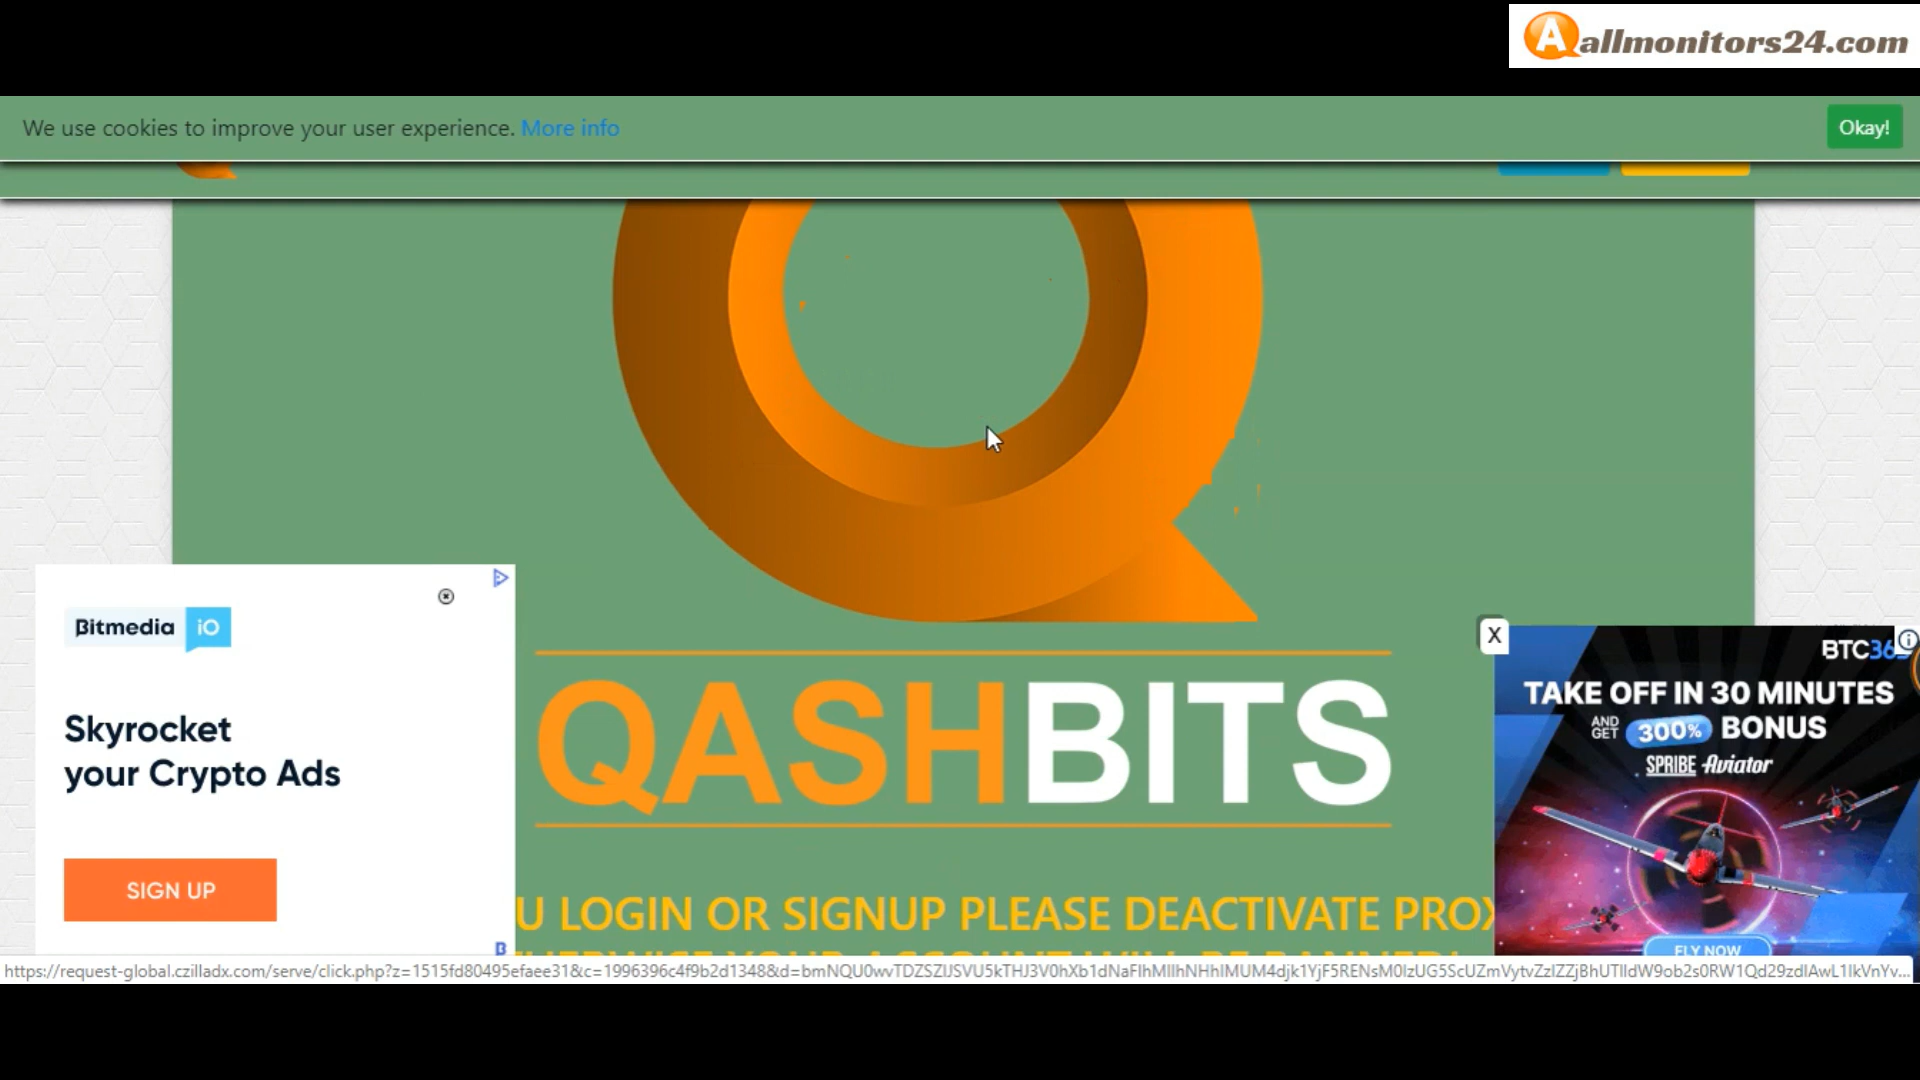 allmonitors24.com
We use cookies to improve your user experience. More info
Okay!
Bitmedia iO
Skyrocket
your Crypto Ads
SIGN UP
QASHBITS
U LOGIN OR SIGNUP PLEASE DEACTIVATE PROX
X
BTC365
TAKE OFF IN 30 MINUTES
AND GET 300% BONUS
SPRIBE Aviator
FLY NOW